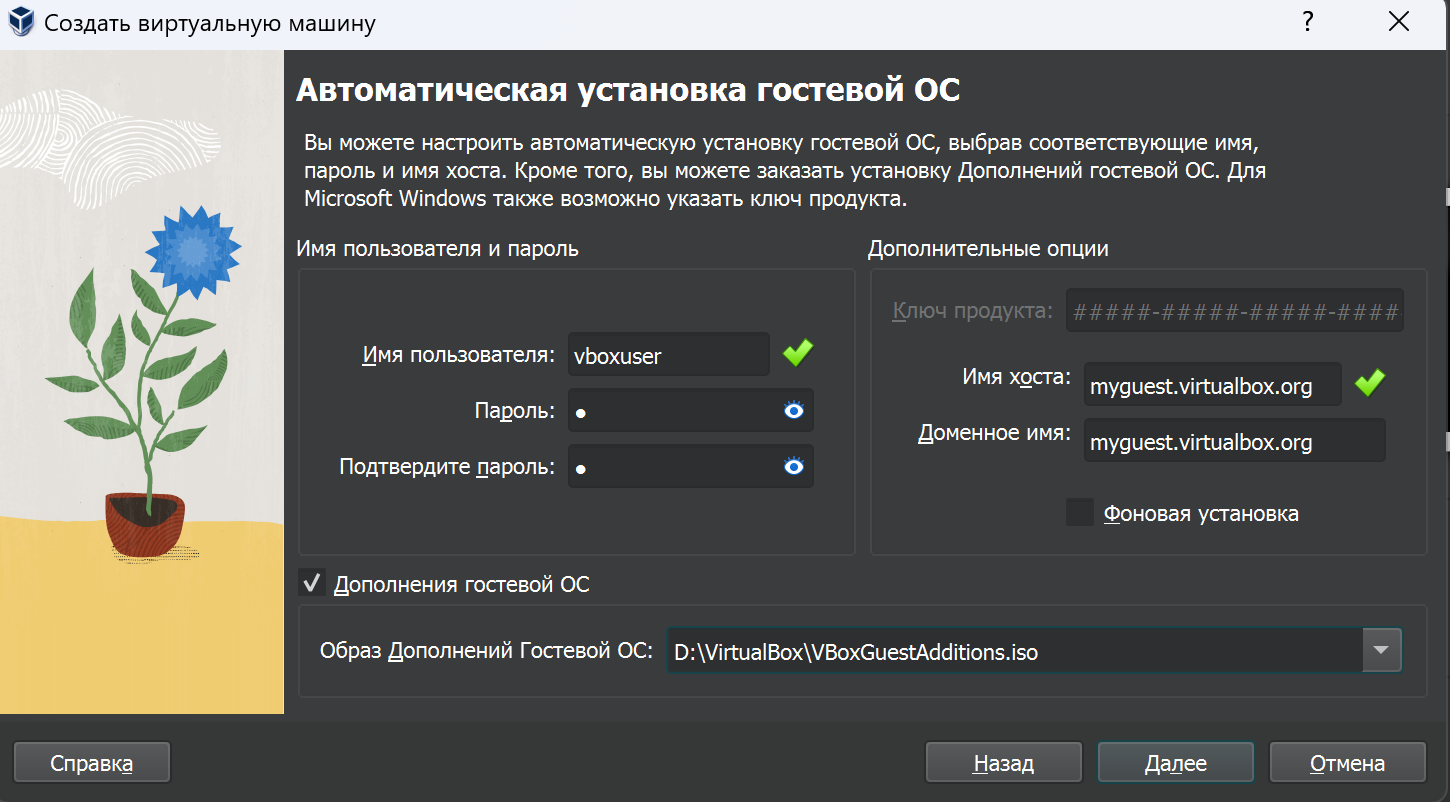 Создать виртуальную машину
?
Автоматическая установка гостевой ОС
Вы можете настроить автоматическую установку гостевой ОС, выбрав соответствующие имя,
пароль и имя хоста. Кроме того, вы можете заказать установку Дополнений гостевой ОС. Для
Microsoft Windows также возможно указать ключ продукта.
Имя пользователя и пароль
Имя пользователя: vboxuser
Пароль: ●
Подтвердите пароль: ●
Дополнительные опции
Ключ продукта: #####-#####-#####-####
Имя хоста: myguest.virtualbox.org
Доменное имя: myguest.virtualbox.org
Фоновая установка
Дополнения гостевой ОС
Образ Дополнений Гостевой ОС: D:\VirtualBox\VBoxGuestAdditions.iso
Справка
Назад
Далее
Отмена